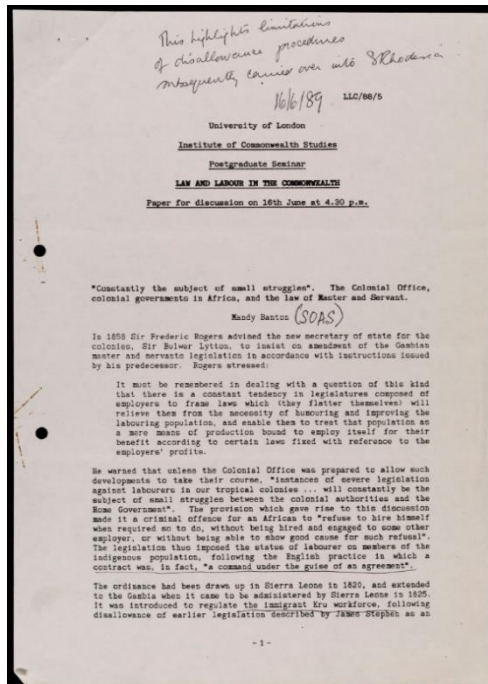 This highlights limitations
of disallowance procedures
subsequently carried over into S Rhodesia
16/6/89 LLC/88/5
University of London
Institute of Commonwealth Studies
Postgraduate Seminar
LAW AND LABOUR IN THE COMMONWEALTH
Paper for discussion on 16th June at 4.30 p.m.
"Constantly the subject of small struggles". The Colonial Office,
colonial governments in Africa, and the law of Master and Servant.
Mandy Banton (SOAS)
In 1858 Sir Frederic Rogers advised the new secretary of state for the
colonies, Sir Bulwer Lytton, to insist on amendment of the Gambian
master and servants legislation in accordance with instructions issued
by his predecessor. Rogers stressed:
It must be remembered in dealing with a question of this kind
that there is a constant tendency in legislatures composed of
employers to frame laws which (they flatter themselves) will
relieve them from the necessity of humouring and improving the
labouring population, and enable them to treat that population as
a mere means of production bound to employ itself for their
benefit according to certain laws fixed with reference to the
employers' profits.
He warned that unless the Colonial Office was prepared to allow such
developments to take their course, "instances of severe legislation
against labourers in our tropical colonies ... will constantly be the
subject of small struggles between the colonial authorities and the
Home Government". The provision which gave rise to this discussion
made it a criminal offence for an African to "refuse to hire himself
when required so to do, without being hired and engaged to some other
employer, or without being able to show good cause for such refusal".
The legislation thus imposed the status of labourer on members of the
indigenous population, following the English practice in which a
contract was, in fact, "a command under the guise of an agreement".
The ordinance had been drawn up in Sierra Leone in 1820, and extended
to the Gambia when it came to be administered by Sierra Leone in 1825.
It was introduced to regulate the immigrant Kru workforce, following
disallowance of earlier legislation described by James Stephen as an
- 1 -